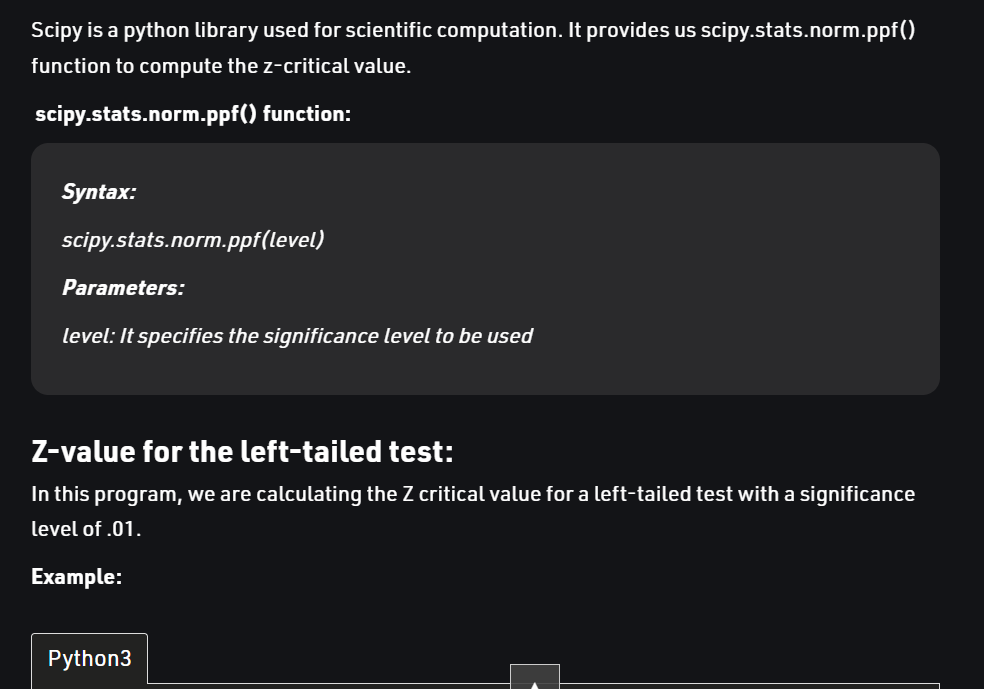 Scipy is a python library used for scientific computation. It provides us scipy.stats.norm.ppf()
function to compute the z-critical value.
scipy.stats.norm.ppf() function:
Syntax:
scipy.stats.norm.ppf(level)
Parameters:
level: It specifies the significance level to be used
Z-value for the left-tailed test:
In this program, we are calculating the Z critical value for a left-tailed test with a significance
level of .01.
Example:
Python3